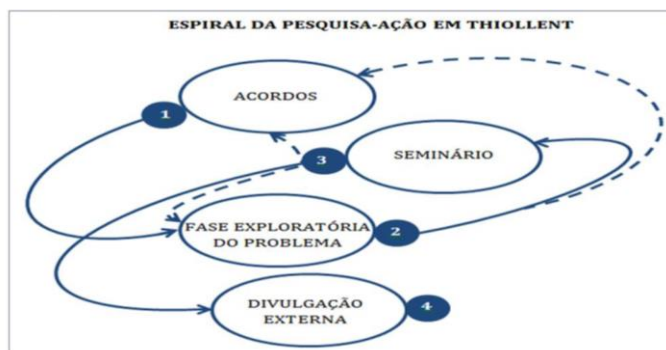 ESPIRAL DA PESQUISA-AÇÃO EM THIOLLENT
ACORDOS
1
SEMINÁRIO
3
FASE EXPLORATÓRIA
DO PROBLEMA
2
DIVULGAÇÃO
EXTERNA
4